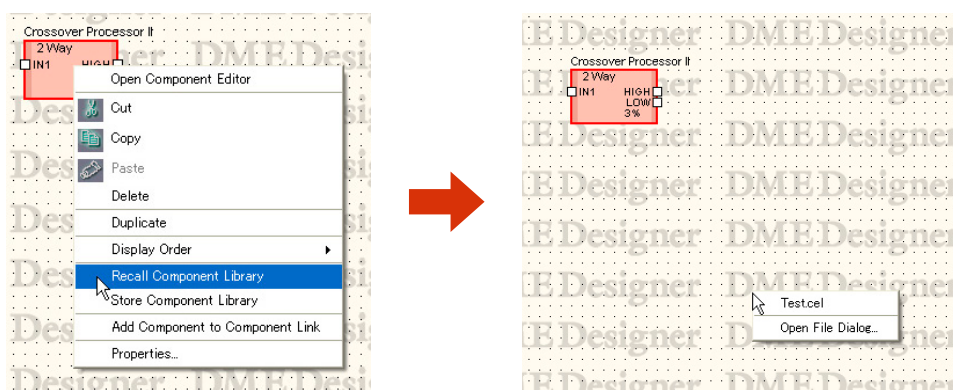 Crossover Processor II
2 Way
IN1 HIGH
Open Component Editor
Cut
Copy
Paste
Delete
Duplicate
Display Order
Recall Component Library
Store Component Library
Add Component to Component Link
Properties...
Crossover Processor II
2 Way
IN1 HIGH
LOW
3%
Test.cel
Open File Dialog...
DME Designer